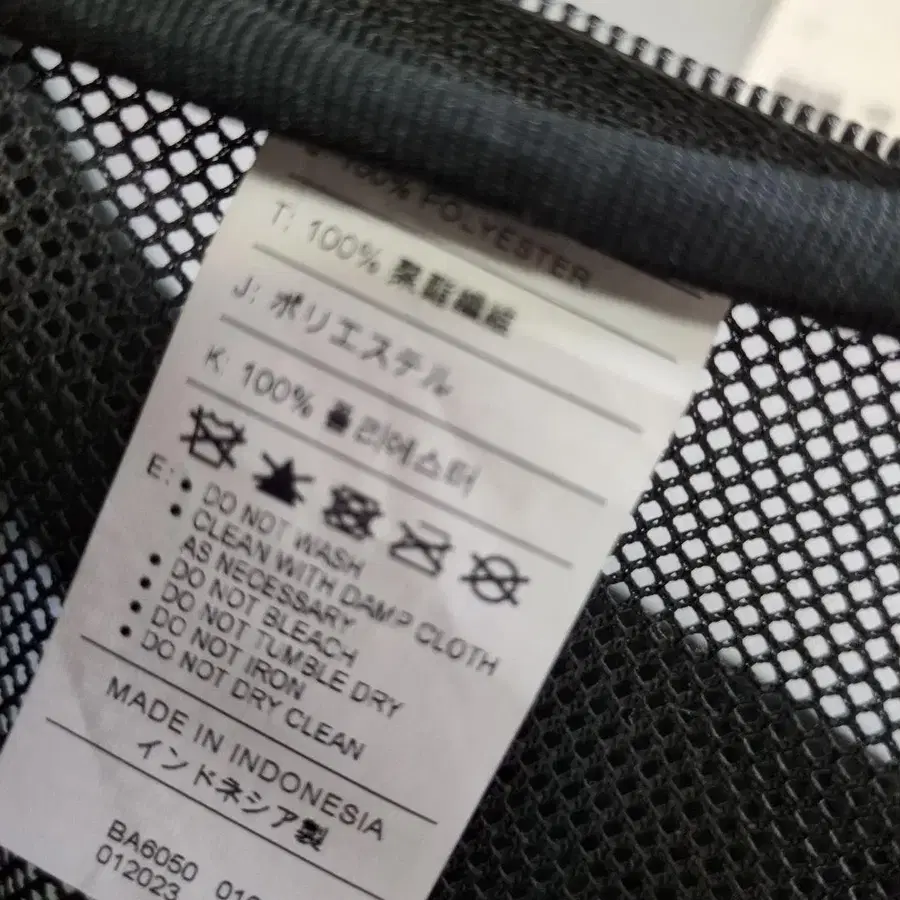 100% POLYESTER
T: 100% 聚酯纖維
J: ポリエステル
K: 100% 폴리에스터
E: • DO NOT WASH
• CLEAN WITH DAMP CLOTH
AS NECESSARY
• DO NOT BLEACH
• DO NOT TUMBLE DRY
• DO NOT IRON
• DO NOT DRY CLEAN
MADE IN INDONESIA
インドネシア製
BA6050
012023